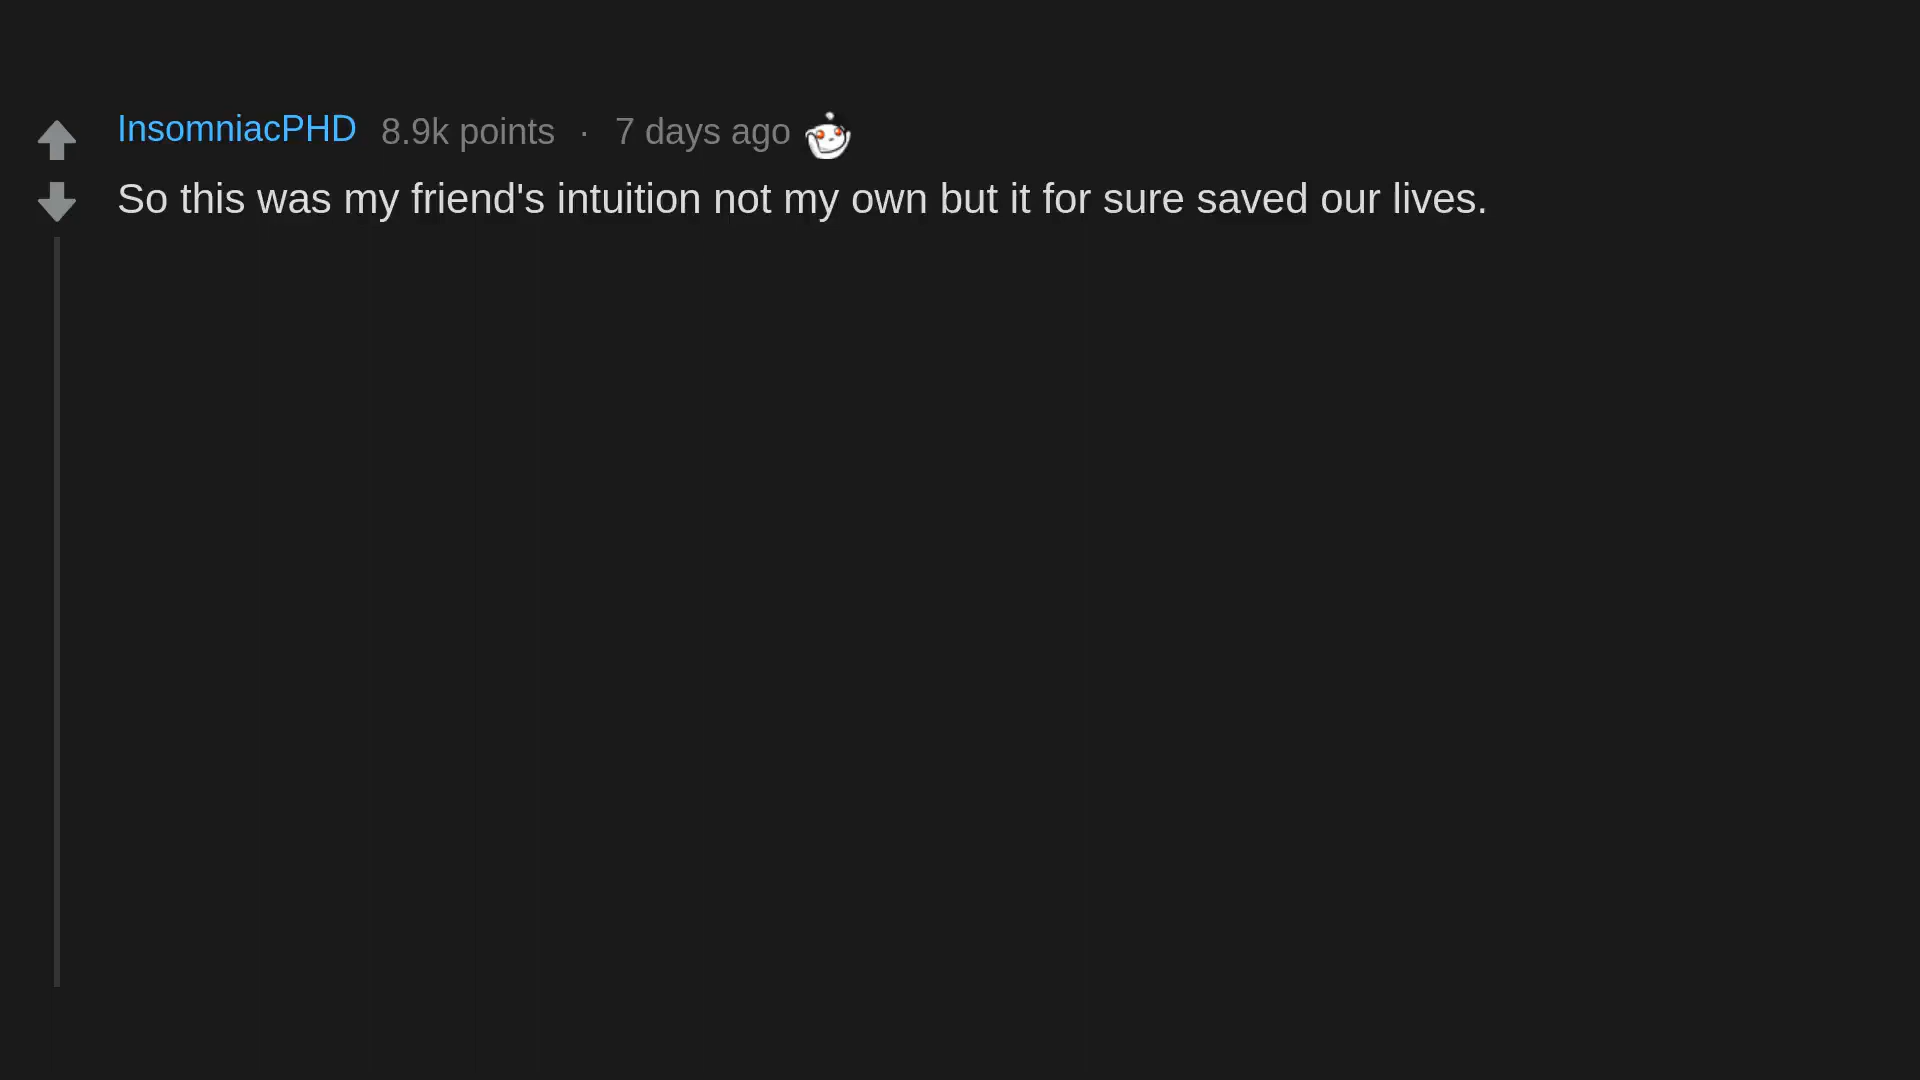 InsomniacPHD 8.9k points · 7 days ago
So this was my friend's intuition not my own but it for sure saved our lives.